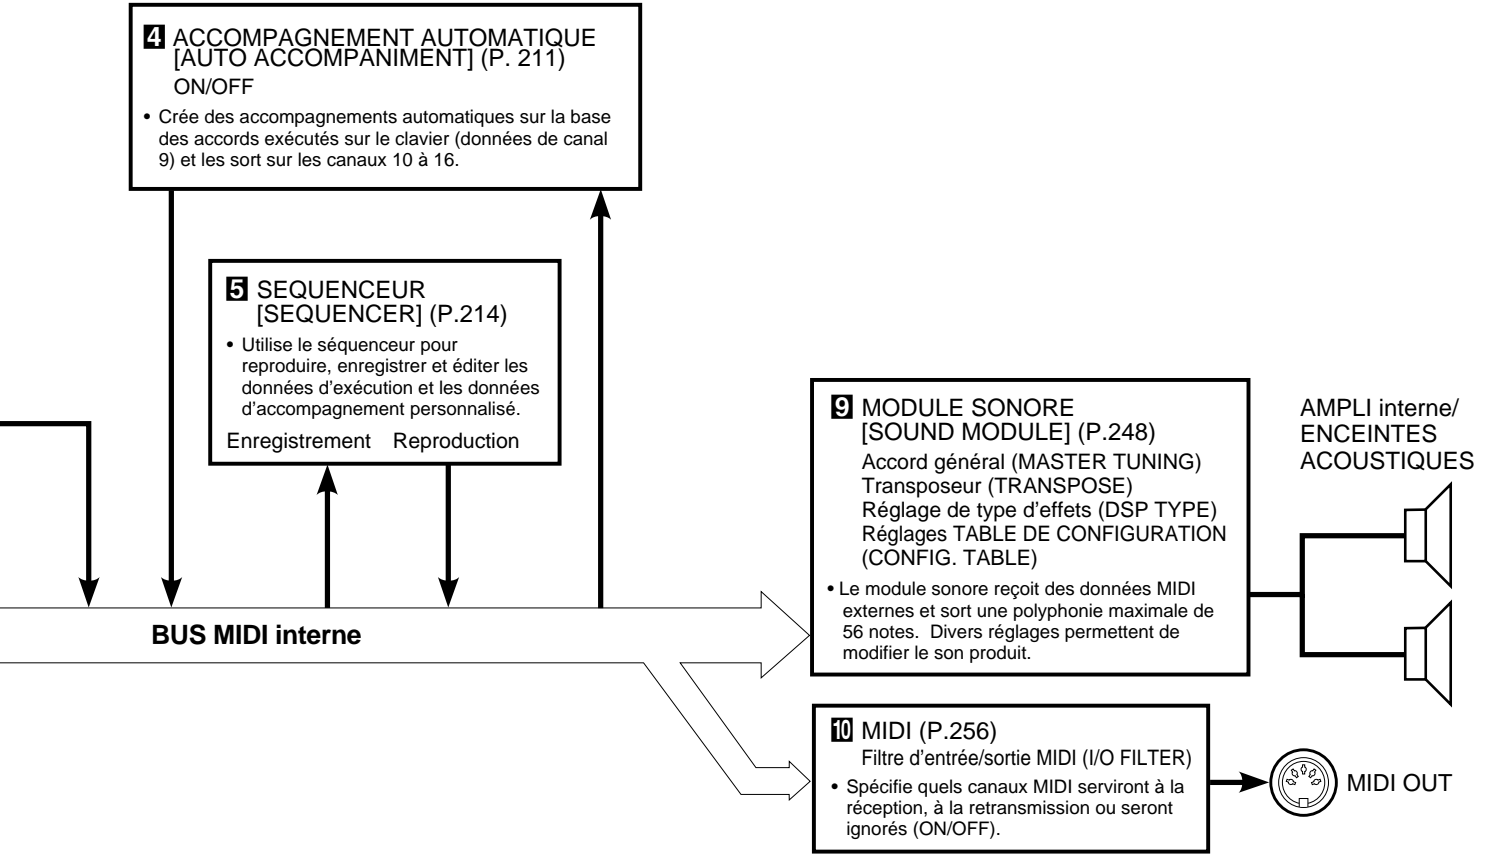 4 ACCOMPAGNEMENT AUTOMATIQUE
[AUTO ACCOMPANIMENT] (P. 211)
ON/OFF
• Crée des accompagnements automatiques sur la base
des accords exécutés sur le clavier (données de canal
9) et les sort sur les canaux 10 à 16.
5 SEQUENCEUR
[SEQUENCER] (P.214)
• Utilise le séquenceur pour
reproduire, enregistrer et éditer les
données d'exécution et les données
d'accompagnement personnalisé.
Enregistrement Reproduction
BUS MIDI interne
9 MODULE SONORE
[SOUND MODULE] (P.248)
Accord général (MASTER TUNING)
Transposeur (TRANSPOSE)
Réglage de type d'effets (DSP TYPE)
Réglages TABLE DE CONFIGURATION
(CONFIG. TABLE)
• Le module sonore reçoit des données MIDI
externes et sort une polyphonie maximale de
56 notes. Divers réglages permettent de
modifier le son produit.
AMPLI interne/
ENCEINTES
ACOUSTIQUES
10 MIDI (P.256)
Filtre d'entrée/sortie MIDI (I/O FILTER)
• Spécifie quels canaux MIDI serviront à la
réception, à la retransmission ou seront
ignorés (ON/OFF).
MIDI OUT